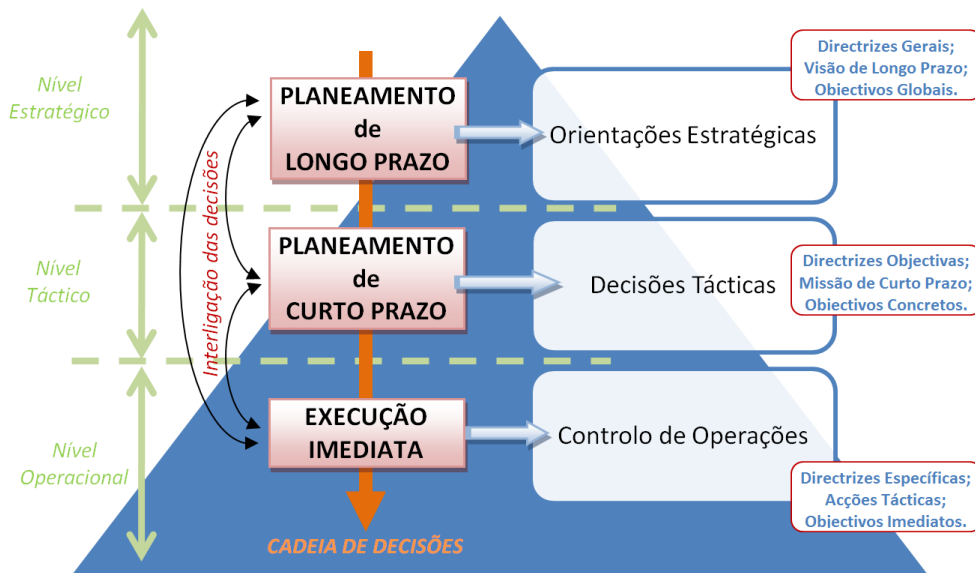 Nível
Estratégico
PLANEAMENTO
de
LONGO PRAZO
Orientações Estratégicas
Directrizes Gerais;
Visão de Longo Prazo;
Obiectivos Globais.
Interligação das decisões
Nível
Táctico
PLANEAMENTO
de
CURTO PRAZO
Decisões Tácticas
Directrizes Objectivas;
Missão de Curto Prazo;
Obiectivos Concretos.
Nível
Operacional
EXECUÇÃO
IMEDIATA
Controlo de Operações
Directrizes Específicas;
Acções Tácticas;
Objectivos Imediatos.
CADEIA DE DECISÕES